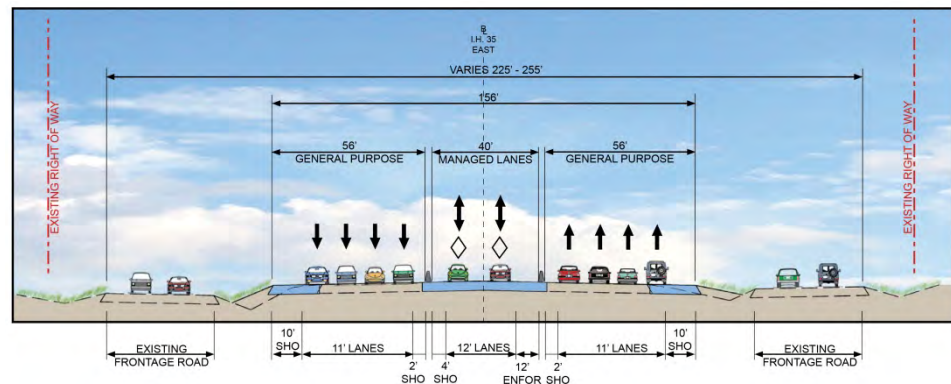 ℄
I.H. 35
EAST
VARIES 225' - 255'
156'
56'
GENERAL PURPOSE
40'
MANAGED LANES
56'
GENERAL PURPOSE
EXISTING RIGHT OF WAY
EXISTING RIGHT OF WAY
EXISTING
FRONTAGE ROAD
10'
SHO
11' LANES
2'
SHO
4'
SHO
12' LANES
12'
ENFOR
2'
SHO
11' LANES
10'
SHO
EXISTING
FRONTAGE ROAD